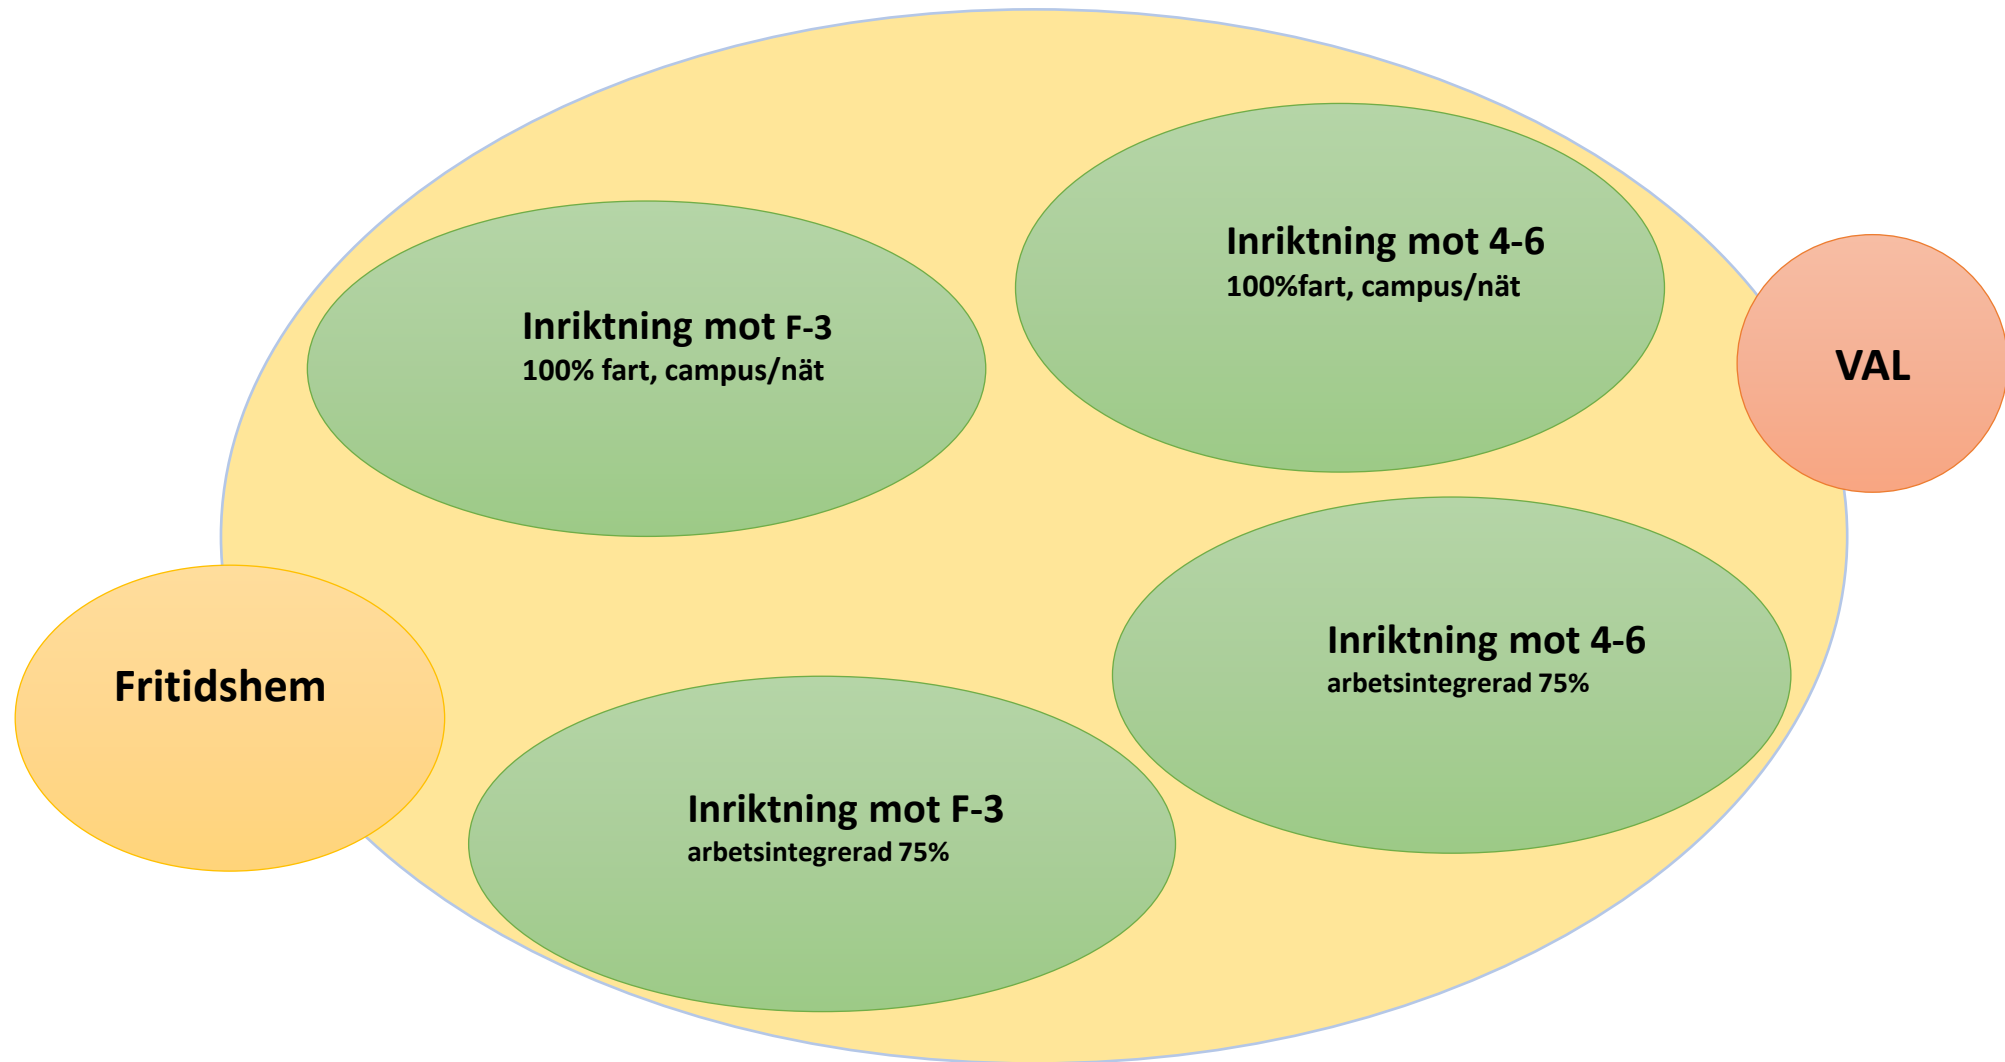 Inriktning mot 4-6
100%fart, campus/nät
Inriktning mot F-3
100% fart, campus/nät
VAL
Inriktning mot 4-6
arbetsintegrerad 75%
Fritidshem
Inriktning mot F-3
arbetsintegrerad 75%